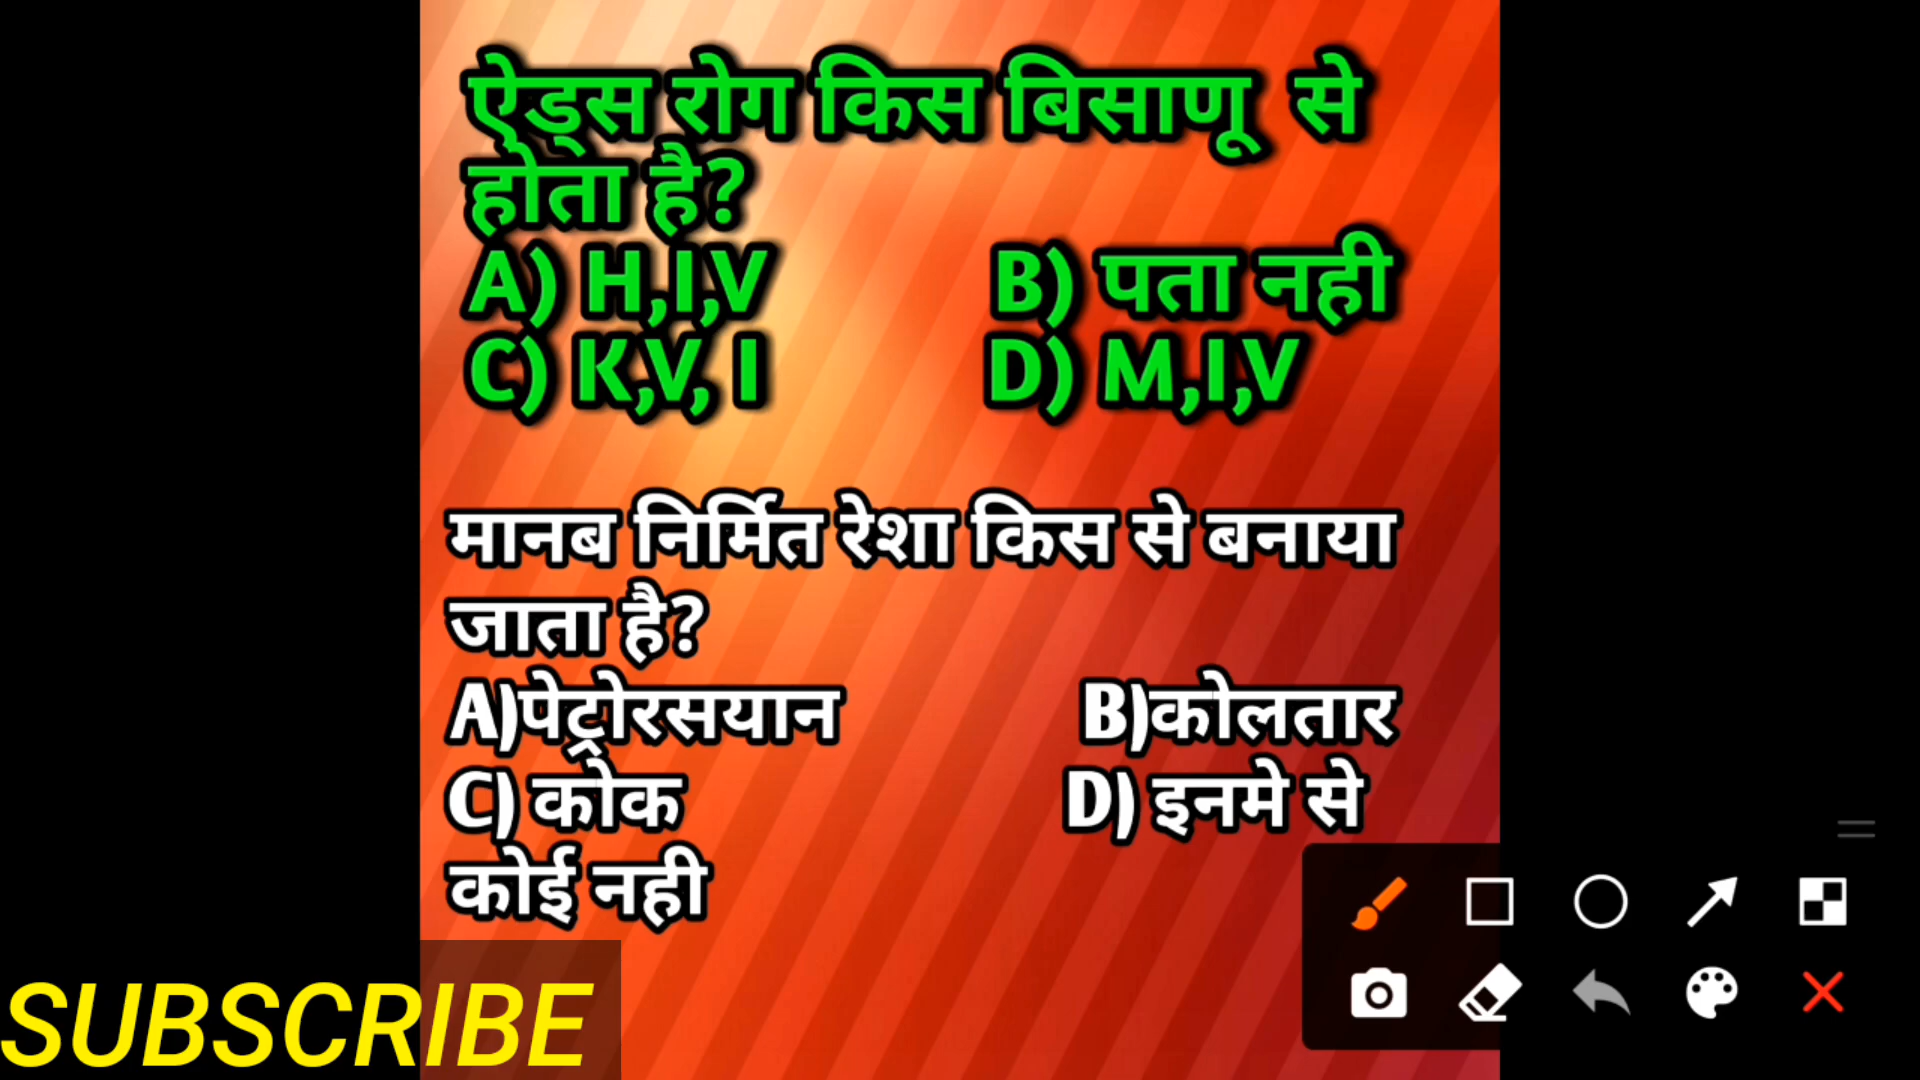 ऐड्स रोग किस बिसाणू से
होता है?
A) H,I,V B) पता नही
C) K,V, I D) M,I,V
मानब निर्मित रेशा किस से बनाया
जाता है?
A)पेट्रोरसयान B)कोलतार
C) कोक D) इनमे से
कोई नही
SUBSCRIBE